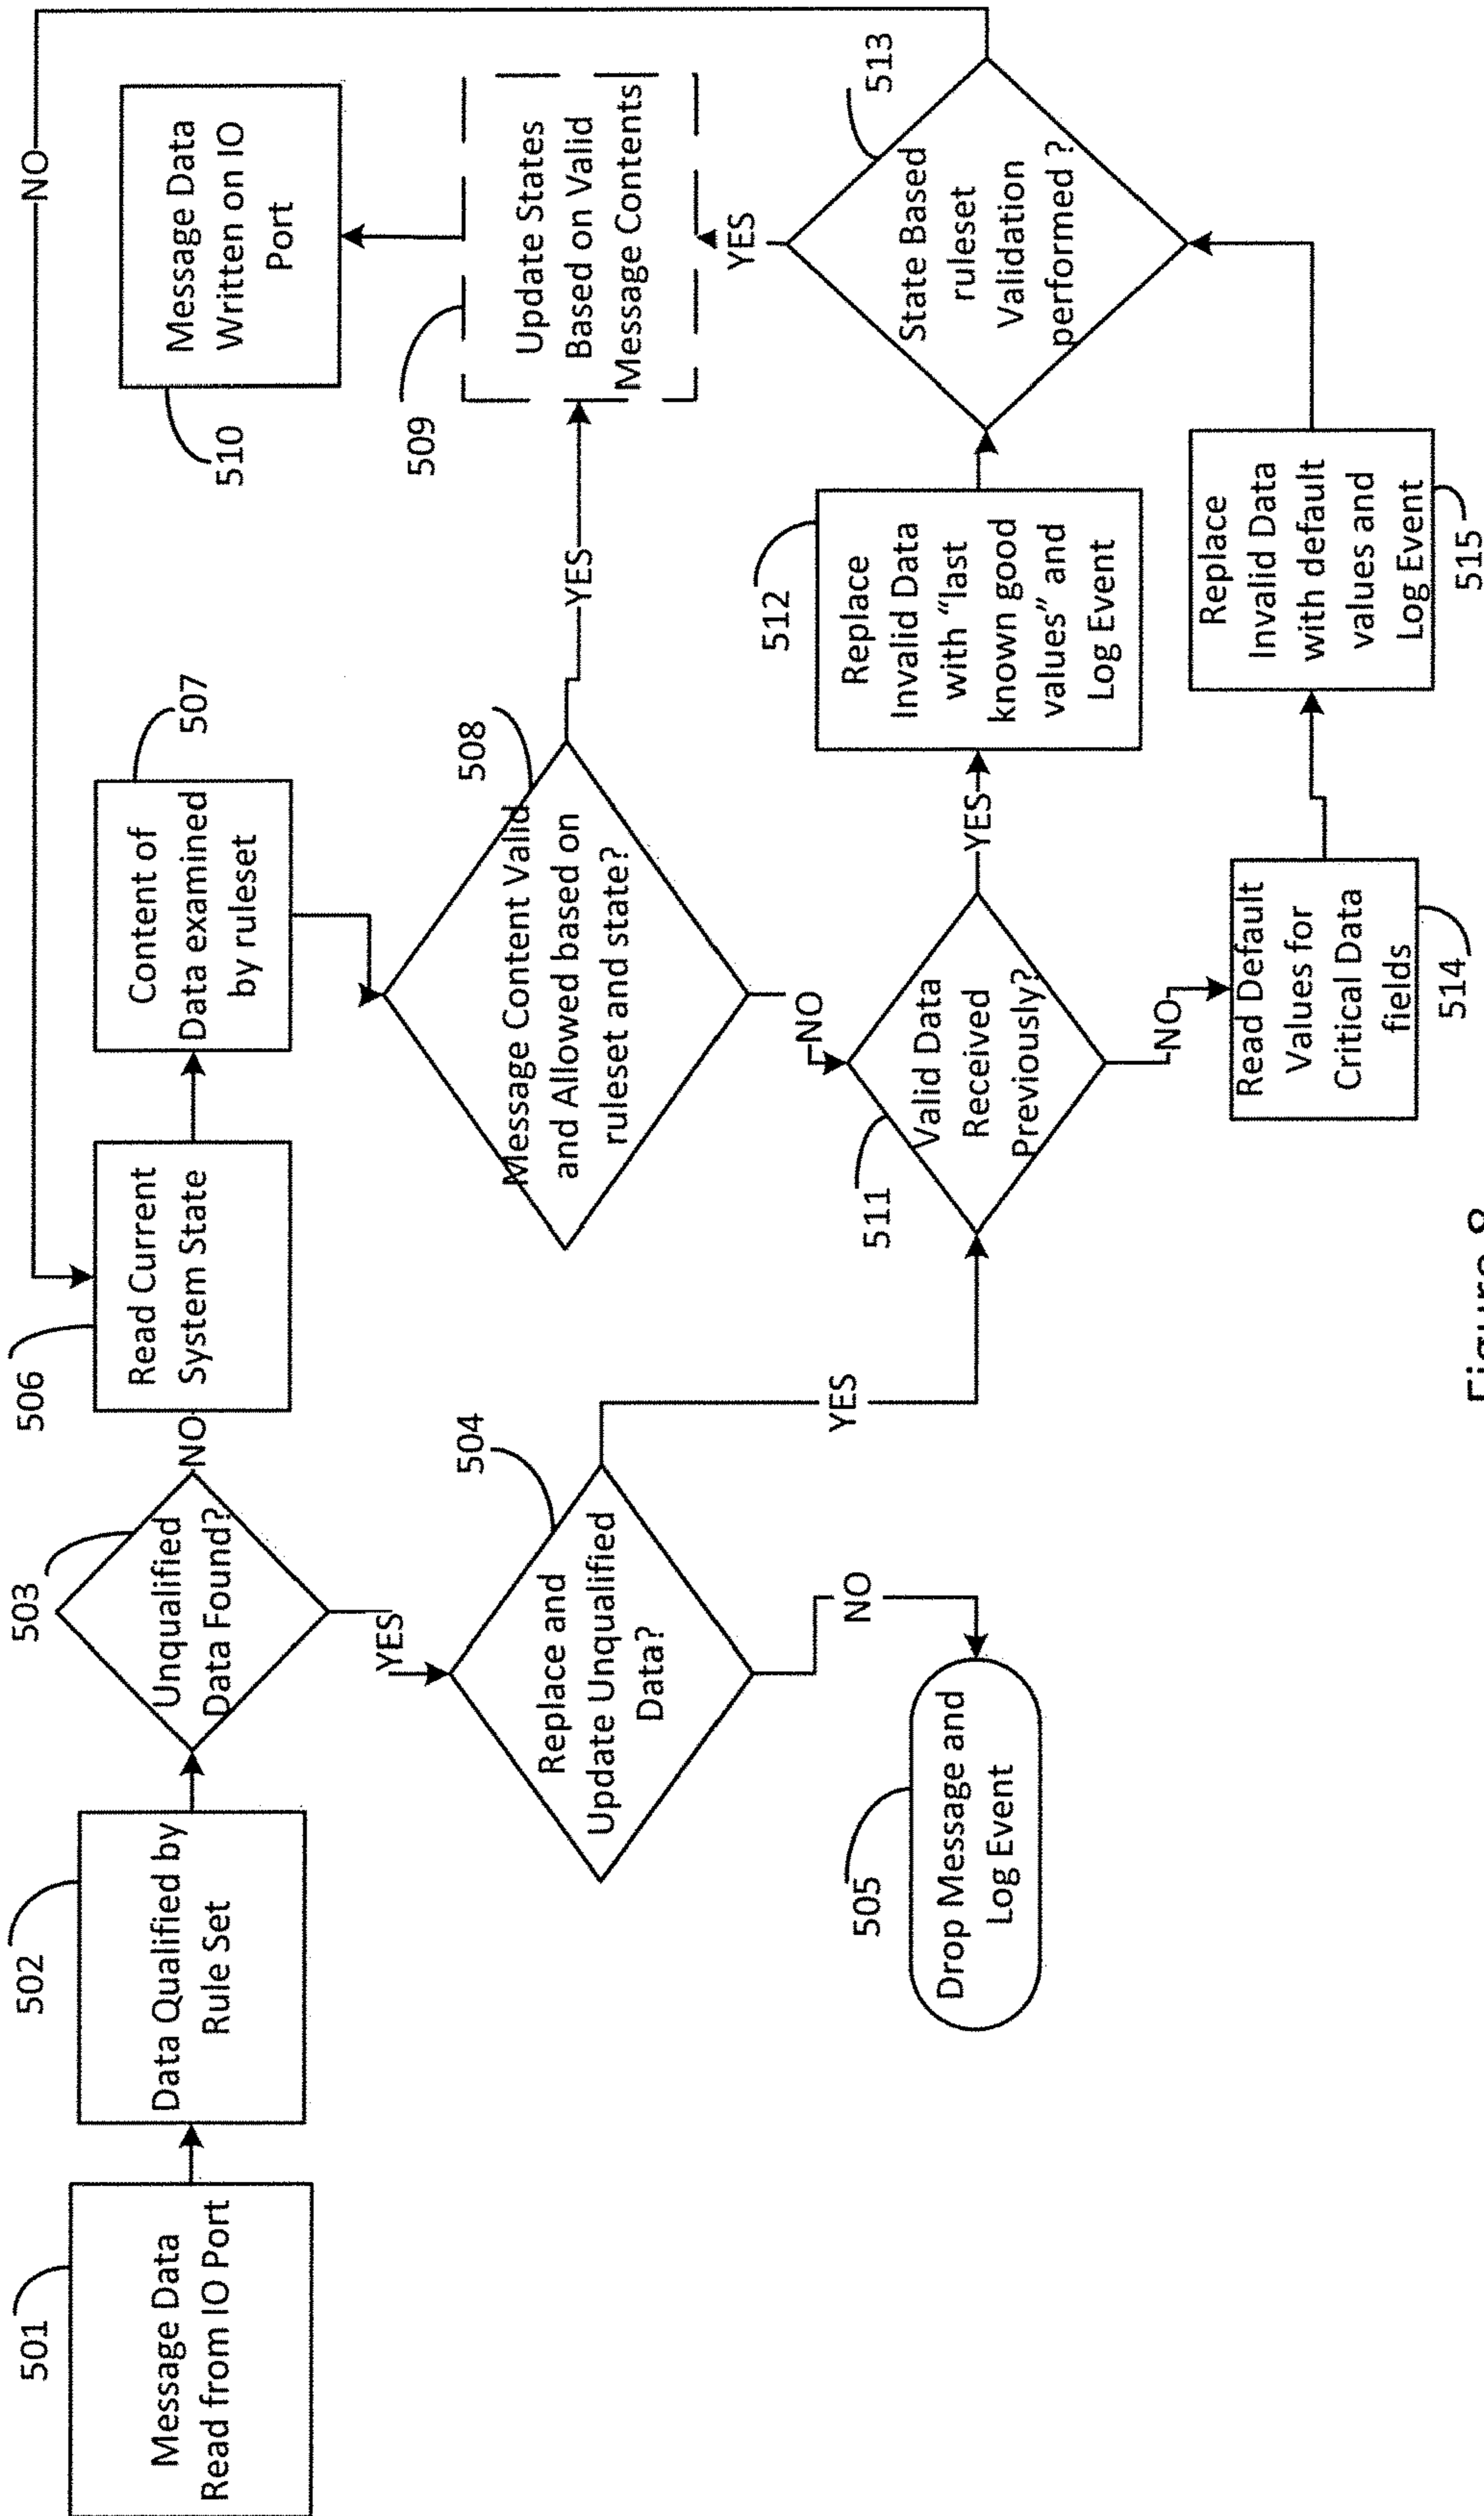 501
Message Data
Read from IO Port
502
Data Qualified by
Rule Set
503
Unqualified
Data Found?
NO
YES
504
Replace and
Update Unqualified
Data?
YES
NO
505
Drop Message and
Log Event
506
Read Current
System State
507
Content of
Data examined
by ruleset
508
Message Content Valid
and Allowed based on
ruleset and state?
YES
NO
509
Update States
Based on Valid
Message Contents
510
Message Data
Written on IO
Port
511
Valid Data
Received
Previously?
YES
NO
512
Replace
Invalid Data
with "last
known good
values" and
Log Event
513
State Based
ruleset
Validation
performed ?
YES
NO
514
Read Default
Values for
Critical Data
fields
515
Replace
Invalid Data
with default
values and
Log Event
Figure 8